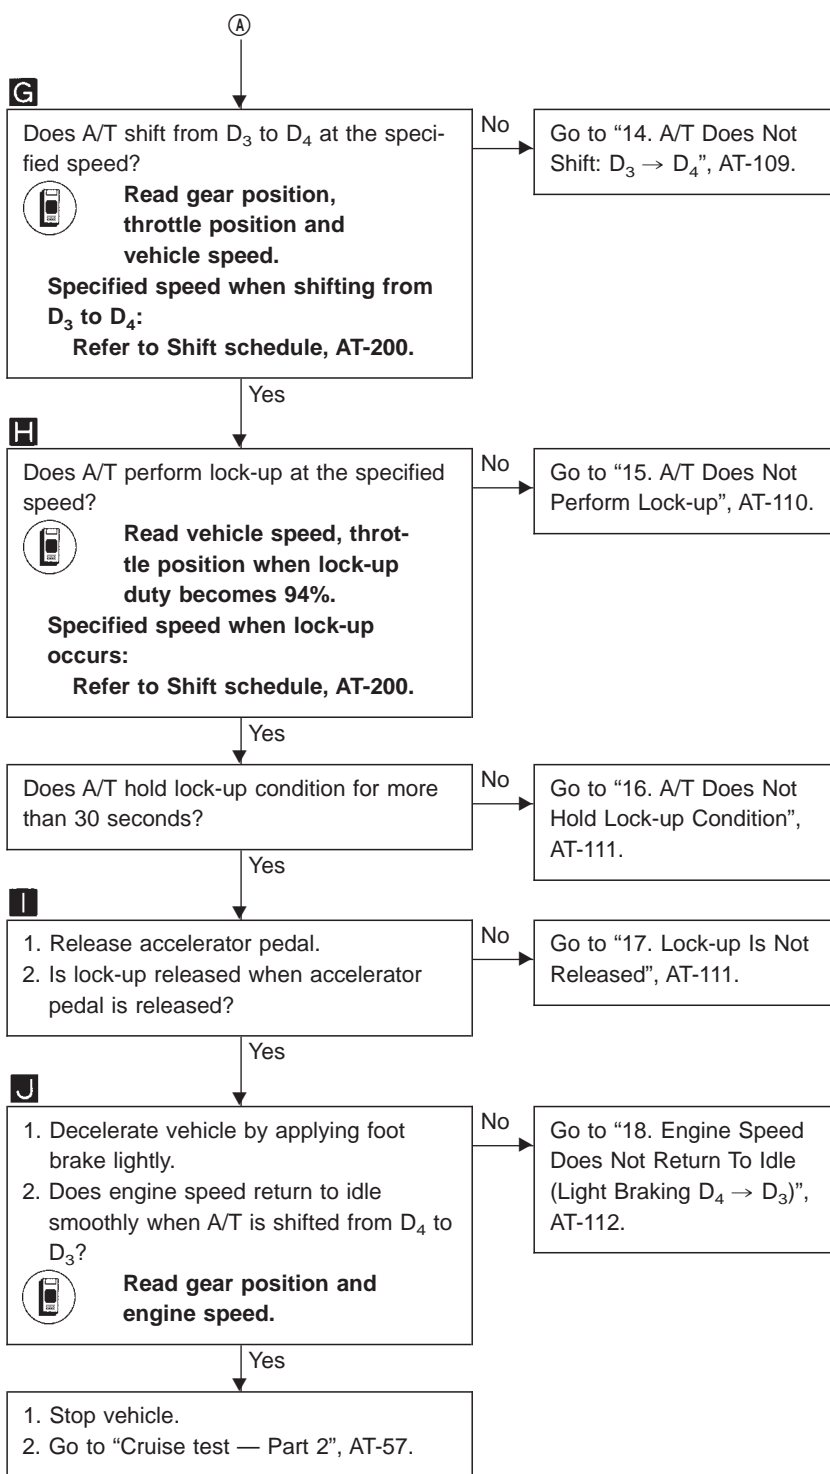 Ⓐ
G
Does A/T shift from D₃ to D₄ at the speci-
fied speed?
Read gear position,
throttle position and
vehicle speed.
Specified speed when shifting from
D₃ to D₄:
Refer to Shift schedule, AT-200.
No
Go to “14. A/T Does Not
Shift: D₃ → D₄”, AT-109.
Yes
H
Does A/T perform lock-up at the specified
speed?
Read vehicle speed, throt-
tle position when lock-up
duty becomes 94%.
Specified speed when lock-up
occurs:
Refer to Shift schedule, AT-200.
No
Go to “15. A/T Does Not
Perform Lock-up”, AT-110.
Yes
Does A/T hold lock-up condition for more
than 30 seconds?
No
Go to “16. A/T Does Not
Hold Lock-up Condition”,
AT-111.
Yes
I
1. Release accelerator pedal.
2. Is lock-up released when accelerator
pedal is released?
No
Go to “17. Lock-up Is Not
Released”, AT-111.
Yes
J
1. Decelerate vehicle by applying foot
brake lightly.
2. Does engine speed return to idle
smoothly when A/T is shifted from D₄ to
D₃?
Read gear position and
engine speed.
No
Go to “18. Engine Speed
Does Not Return To Idle
(Light Braking D₄ → D₃)”,
AT-112.
Yes
1. Stop vehicle.
2. Go to “Cruise test — Part 2”, AT-57.